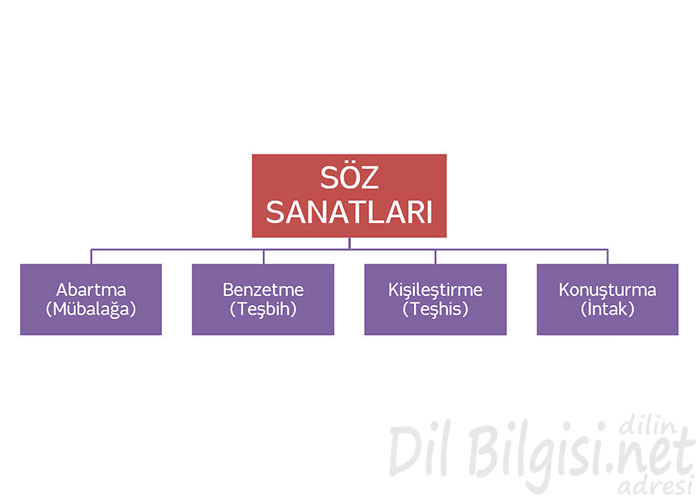 SÖZ
SANATLARI
Abartma
(Mübalağa)
Benzetme
(Teşbih)
Kişileştirme
(Teşhis)
Konuşturma
(İntak)
dilin
Dil Bilgisi.net
adresi